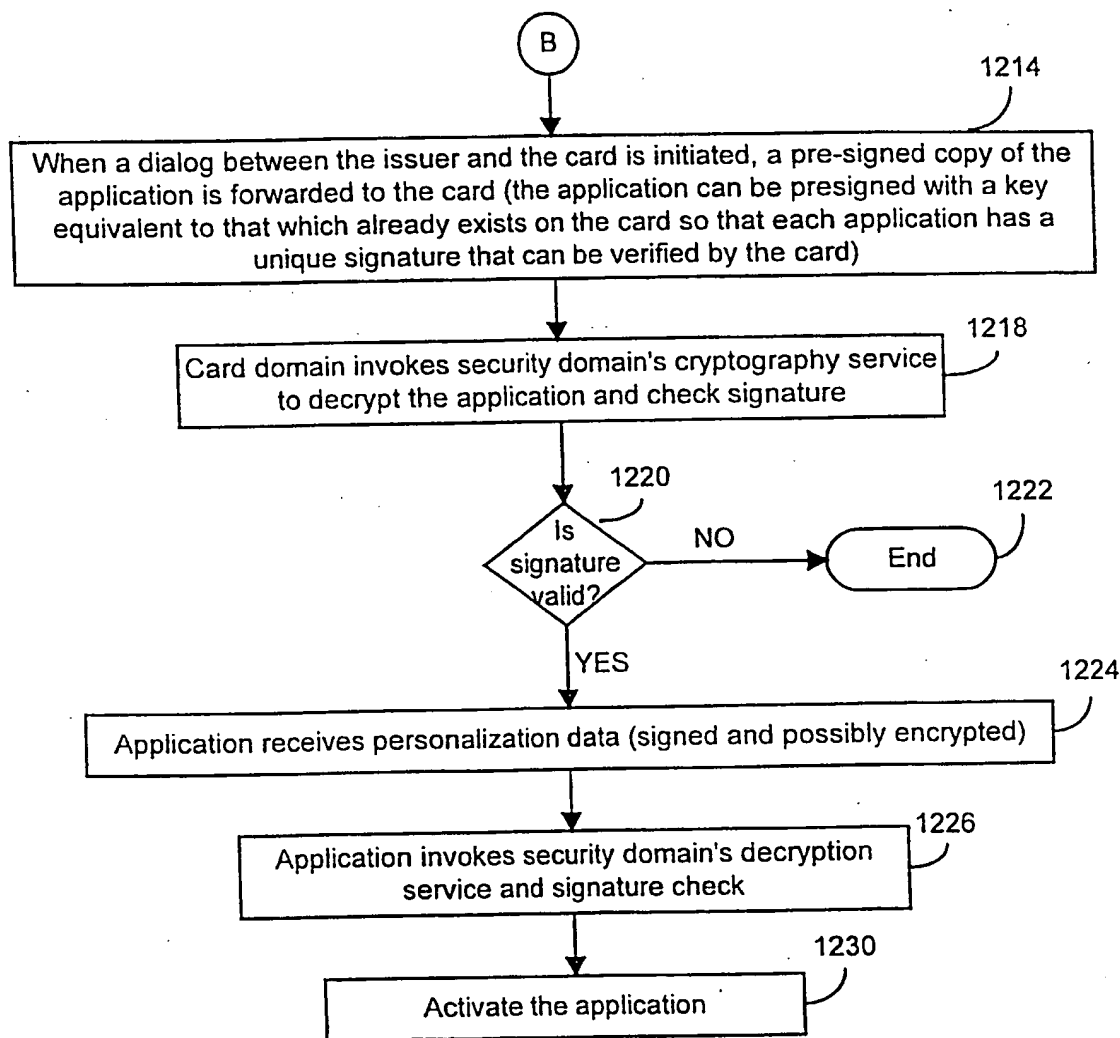 B
1214
When a dialog between the issuer and the card is initiated, a pre-signed copy of the
application is forwarded to the card (the application can be presigned with a key
equivalent to that which already exists on the card so that each application has a
unique signature that can be verified by the card)
1218
Card domain invokes security domain's cryptography service
to decrypt the application and check signature
1220
Is
signature
valid?
NO
1222
End
YES
1224
Application receives personalization data (signed and possibly encrypted)
1226
Application invokes security domain's decryption
service and signature check
1230
Activate the application